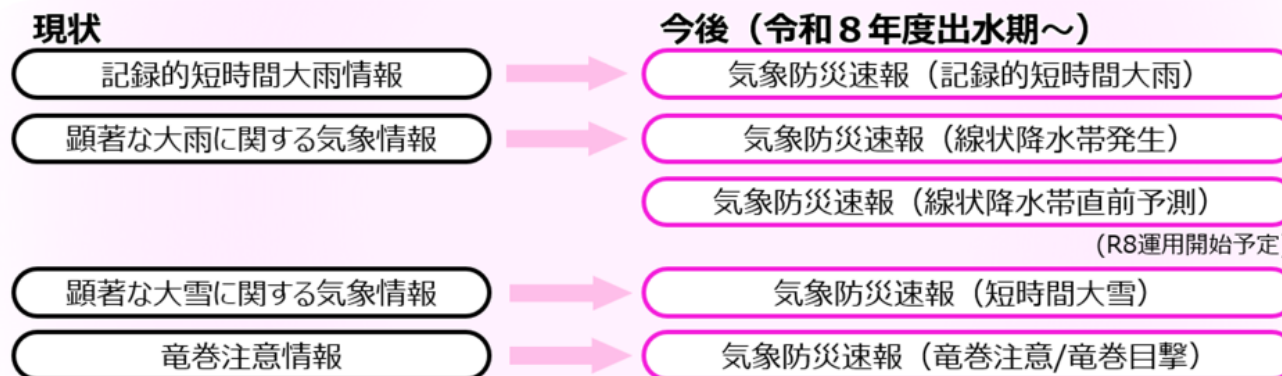 現状
今後（令和８年度出水期～）
記録的短時間大雨情報
気象防災速報（記録的短時間大雨）
顕著な大雨に関する気象情報
気象防災速報（線状降水帯発生）
気象防災速報（線状降水帯直前予測）
(R8運用開始予定)
顕著な大雪に関する気象情報
気象防災速報（短時間大雪）
竜巻注意情報
気象防災速報（竜巻注意/竜巻目撃）